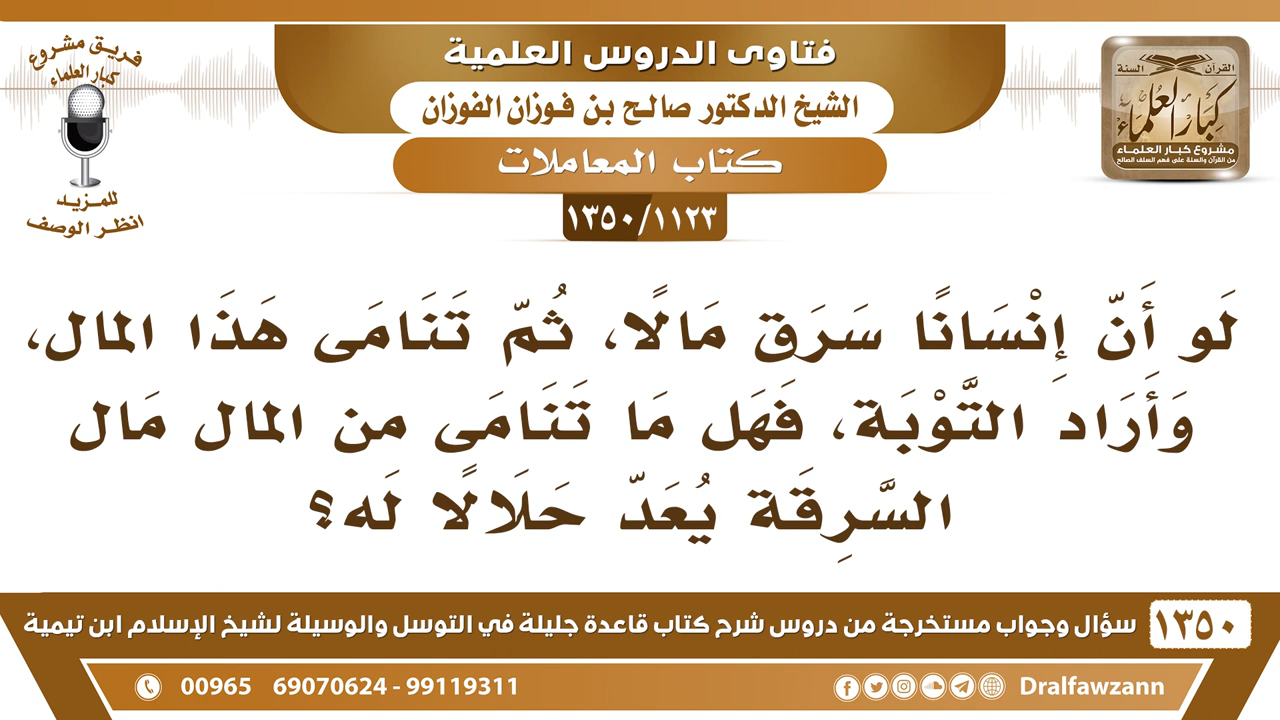 فتاوى الدروس العلمية
الشيخ الدكتور صالح بن فوزان الفوزان
كتاب المعاملات
١٣٥٠/١١٢٣
فريق مشروع
كبار العلماء
للمزيد
انظر الوصف
القرآن السنة
كبار العلماء
مشروع كبار العلماء
من القرآن والسنة على فهم السلف الصالح
لَو أَنّ إِنْسَانًا سَرَق مَالًا، ثُمّ تَنَامَى هَذَا المال،
وَأَرَادَ التَّوْبَة، فَهَل مَا تَنَامَى من المال مَال
السَّرِقَة يُعَدّ حَلَالًا لَه؟
١٣٥٠ سؤال وجواب مستخرجة من دروس شرح كتاب قاعدة جليلة في التوسل والوسيلة لشيخ الإسلام ابن تيمية
00965 69070624 - 99119311
Dralfawzann